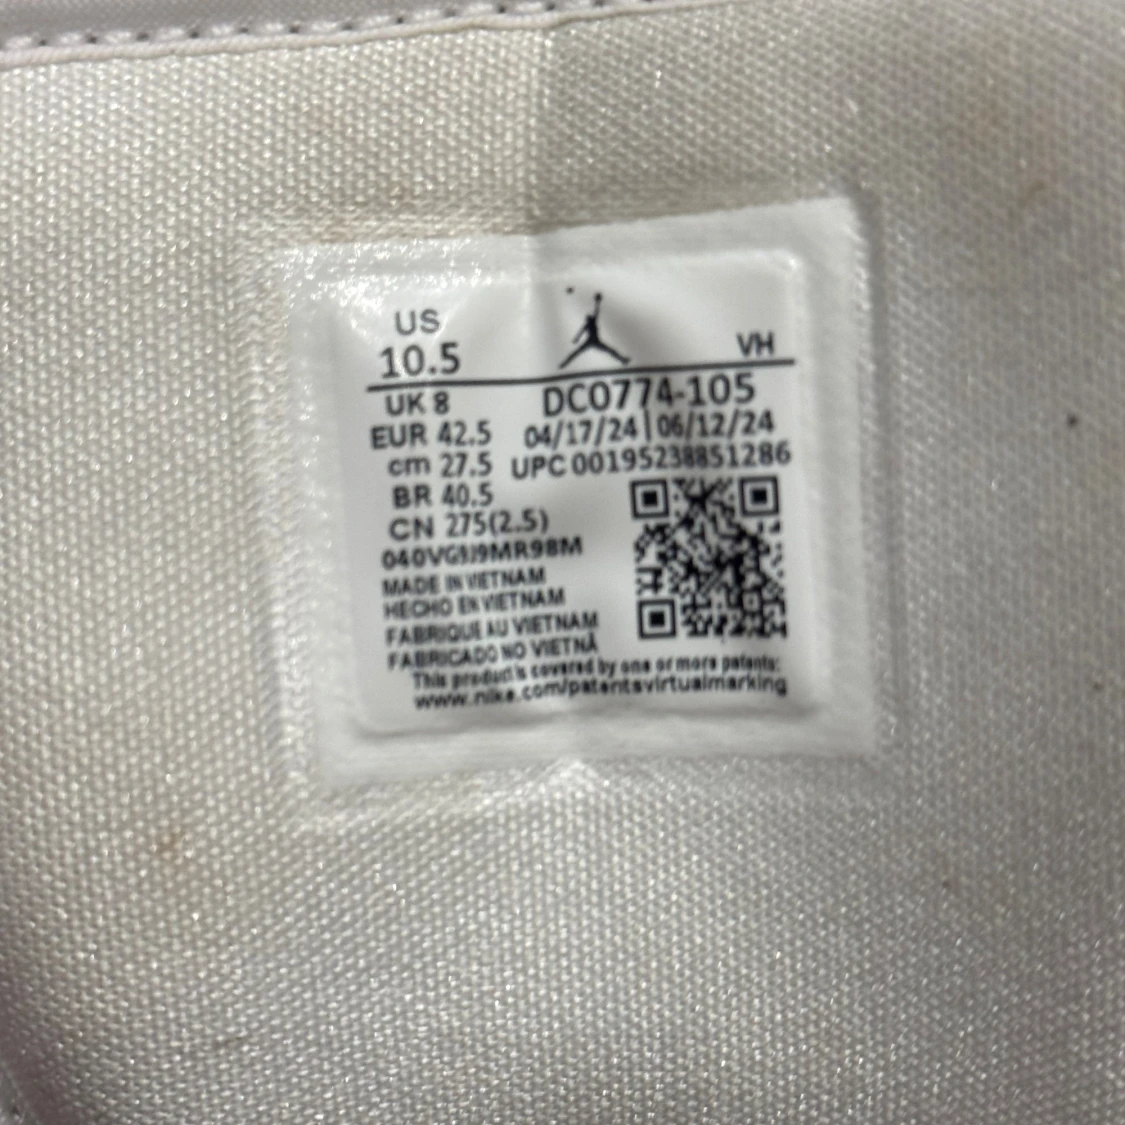 US
10.5
VH
UK 8
DC0774-105
EUR 42.5
04/17/24 | 06/12/24
cm 27.5
UPC 00195238851286
BR 40.5
CN 275(2.5)
MADE IN VIETNAM
HECHO EN VIETNAM
FABRIQUE AU VIETNAM
FABRICADO NO VIETNÃ
This product is covered by one or more patents:
www.nike.com/patentsvirtualmarking